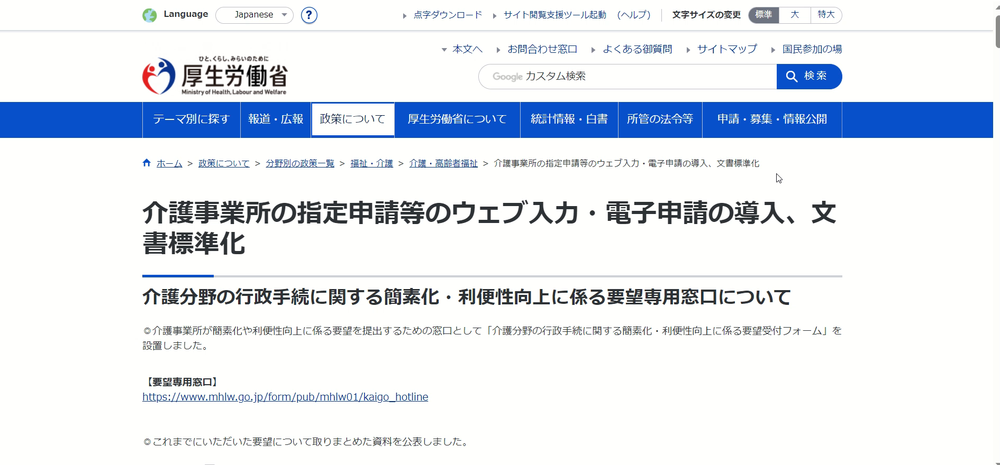 Language Japanese ? 点字ダウンロード サイト閲覧支援ツール起動 (ヘルプ) 文字サイズの変更 標準 大 特大
本文へ お問合わせ窓口 よくある御質問 サイトマップ 国民参加の場
ひと、くらし、みらいのために
厚生労働省
Ministry of Health, Labour and Welfare
Google カスタム検索 検索
テーマ別に探す 報道・広報 政策について 厚生労働省について 統計情報・白書 所管の法令等 申請・募集・情報公開
ホーム > 政策について > 分野別の政策一覧 > 福祉・介護 > 介護・高齢者福祉 > 介護事業所の指定申請等のウェブ入力・電子申請の導入、文書標準化
介護事業所の指定申請等のウェブ入力・電子申請の導入、文
書標準化
介護分野の行政手続に関する簡素化・利便性向上に係る要望専用窓口について
◎介護事業所が簡素化や利便性向上に係る要望を提出するための窓口として「介護分野の行政手続に関する簡素化・利便性向上に係る要望受付フォーム」を
設置しました。
【要望専用窓口】
https://www.mhlw.go.jp/form/pub/mhlw01/kaigo_hotline
◎これまでにいただいた要望について取りまとめた資料を公表しました。